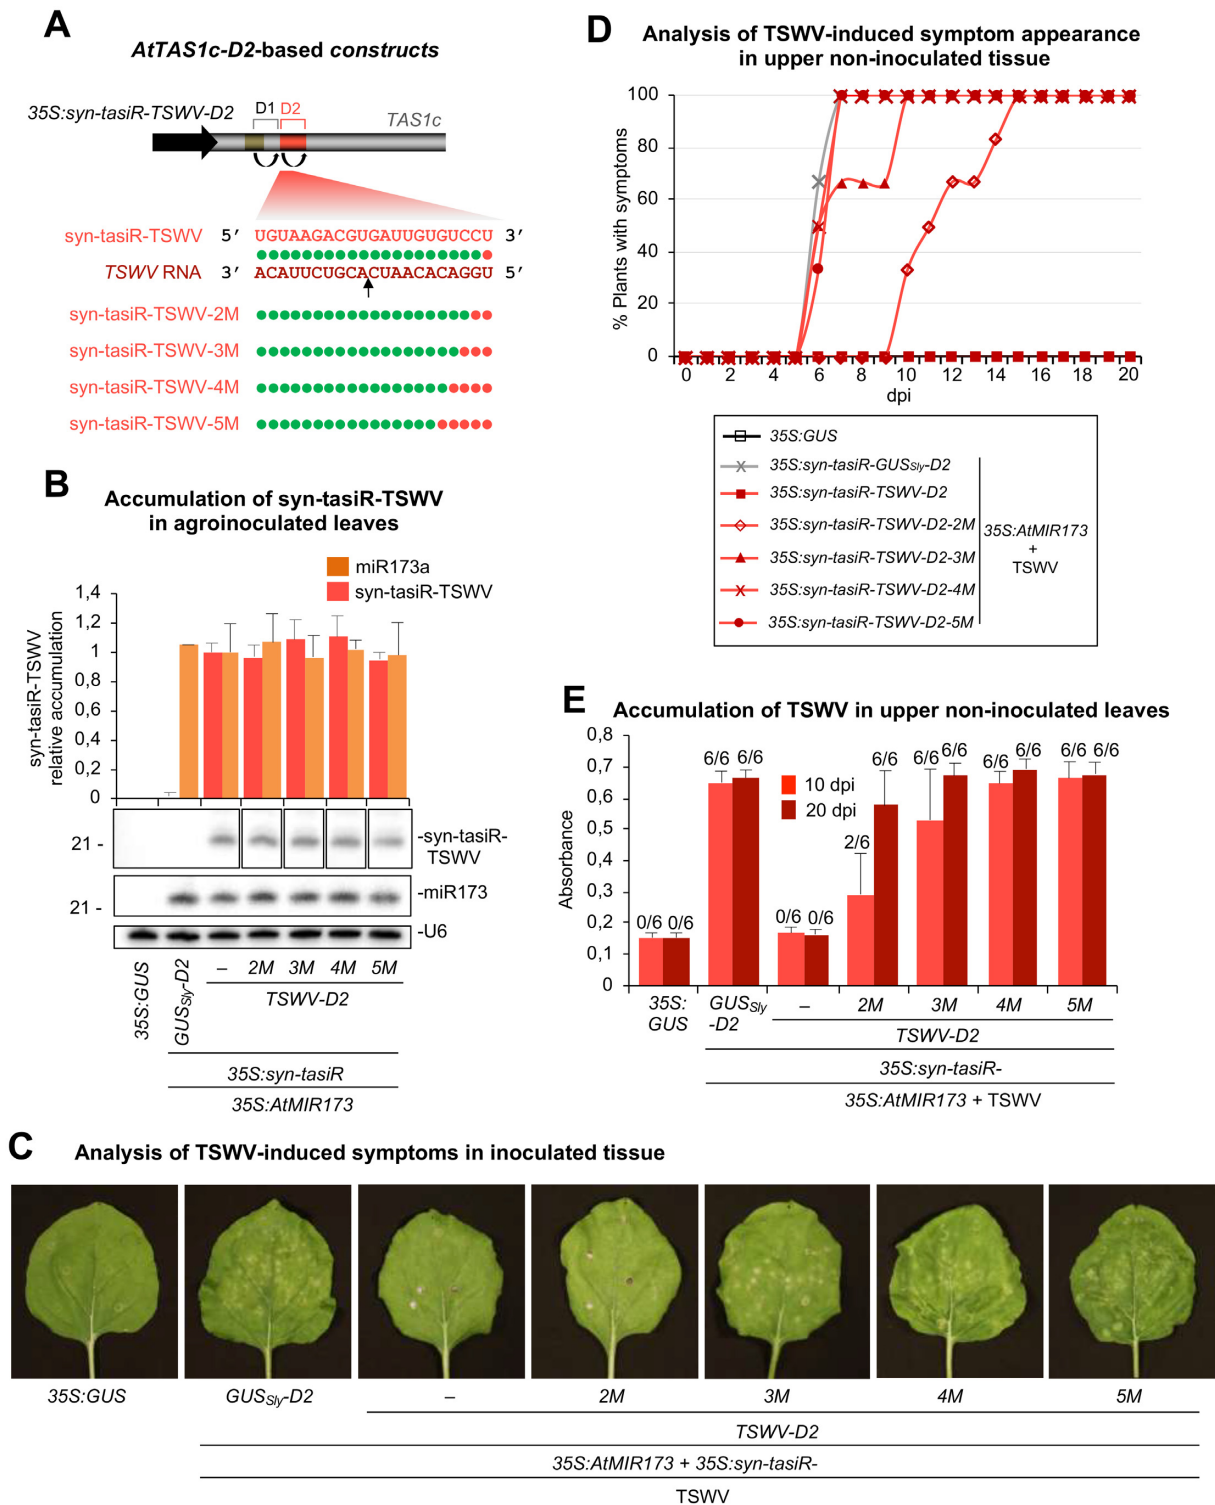 A
AtTAS1c-D2-based constructs
35S:syn-tasiR-TSWV-D2
D1 D2
TAS1c
syn-tasiR-TSWV 5′ UGUAAGACGUGAUUGUGUCCU 3′
TSWV RNA 3′ ACAUUCUGCACUAACACAGGU 5′
syn-tasiR-TSWV-2M
syn-tasiR-TSWV-3M
syn-tasiR-TSWV-4M
syn-tasiR-TSWV-5M
B
Accumulation of syn-tasiR-TSWV
in agroinoculated leaves
miR173a
syn-tasiR-TSWV
syn-tasiR-TSWV
relative accumulation
1,4
1,2
1
0,8
0,6
0,4
0,2
0
21 -
-syn-tasiR-
TSWV
21 -
-miR173
-U6
35S:GUS
GUSSly-D2
– 2M 3M 4M 5M
TSWV-D2
35S:syn-tasiR
35S:AtMIR173
D
Analysis of TSWV-induced symptom appearance
in upper non-inoculated tissue
% Plants with symptoms
100
80
60
40
20
0
0 2 4 6 8 10 12 14 16 18 20
dpi
35S:GUS
35S:syn-tasiR-GUSSly-D2
35S:syn-tasiR-TSWV-D2
35S:syn-tasiR-TSWV-D2-2M
35S:syn-tasiR-TSWV-D2-3M
35S:syn-tasiR-TSWV-D2-4M
35S:syn-tasiR-TSWV-D2-5M
35S:AtMIR173
+
TSWV
E
Accumulation of TSWV in upper non-inoculated leaves
Absorbance
0,8
0,7
0,6
0,5
0,4
0,3
0,2
0,1
0
10 dpi
20 dpi
0/6 0/6 6/6 6/6 0/6 0/6 2/6 6/6 6/6 6/6 6/6 6/6 6/6 6/6
35S:
GUS
GUSSly
-D2
– 2M 3M 4M 5M
TSWV-D2
35S:syn-tasiR-
35S:AtMIR173 + TSWV
C
Analysis of TSWV-induced symptoms in inoculated tissue
35S:GUS GUSSly-D2 – 2M 3M 4M 5M
TSWV-D2
35S:AtMIR173 + 35S:syn-tasiR-
TSWV